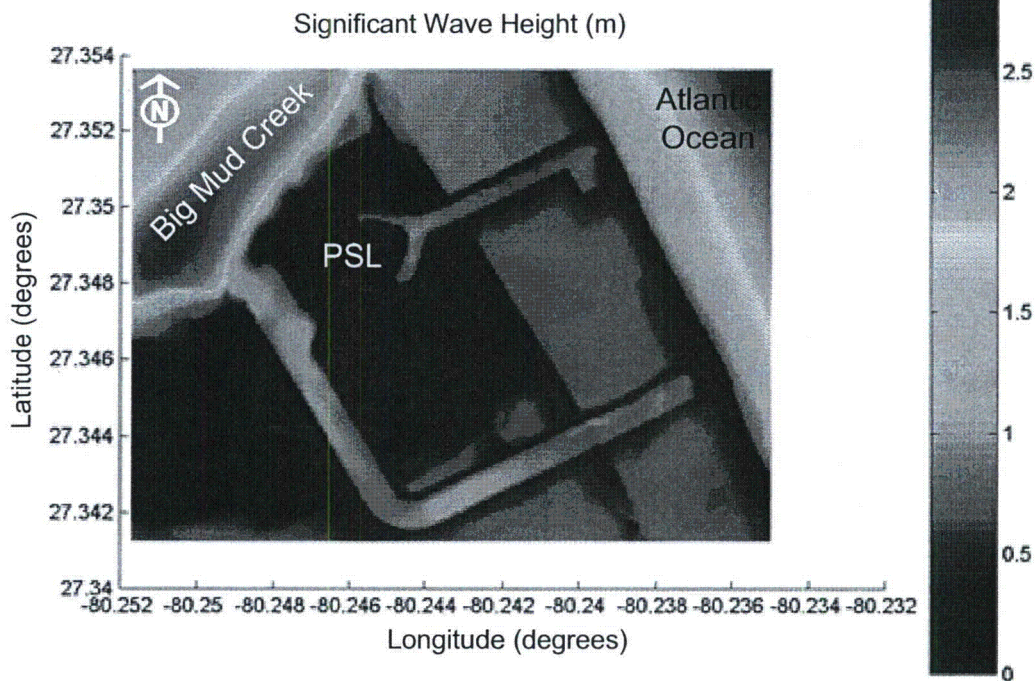 Significant Wave Height (m)
27.354
27.352
27.35
27.348
27.346
27.344
27.342
27.34
Latitude (degrees)
N
Big Mud Creek
PSL
Atlantic
Ocean
-80.252 -80.25 -80.248 -80.246 -80.244 -80.242 -80.24 -80.238 -80.236 -80.234 -80.232
Longitude (degrees)
2.5
2
1.5
1
0.5
0